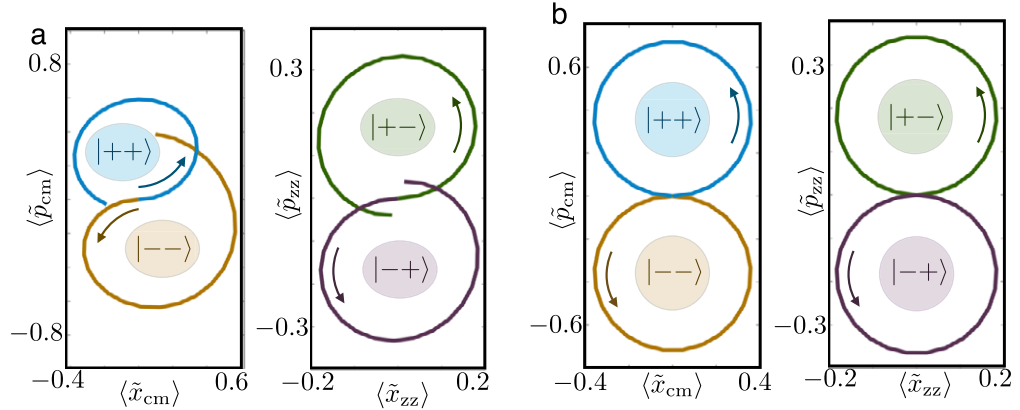 a
0.8
−0.8
⟨p̃cm⟩
|++⟩
|−−⟩
−0.4
0.6
⟨x̃cm⟩
0.3
−0.3
⟨p̃zz⟩
|+−⟩
|−+⟩
−0.2
0.2
⟨x̃zz⟩
b
0.6
−0.6
⟨p̃cm⟩
|++⟩
|−−⟩
−0.4
0.4
⟨x̃cm⟩
0.3
−0.3
⟨p̃zz⟩
|+−⟩
|−+⟩
−0.2
0.2
⟨x̃zz⟩